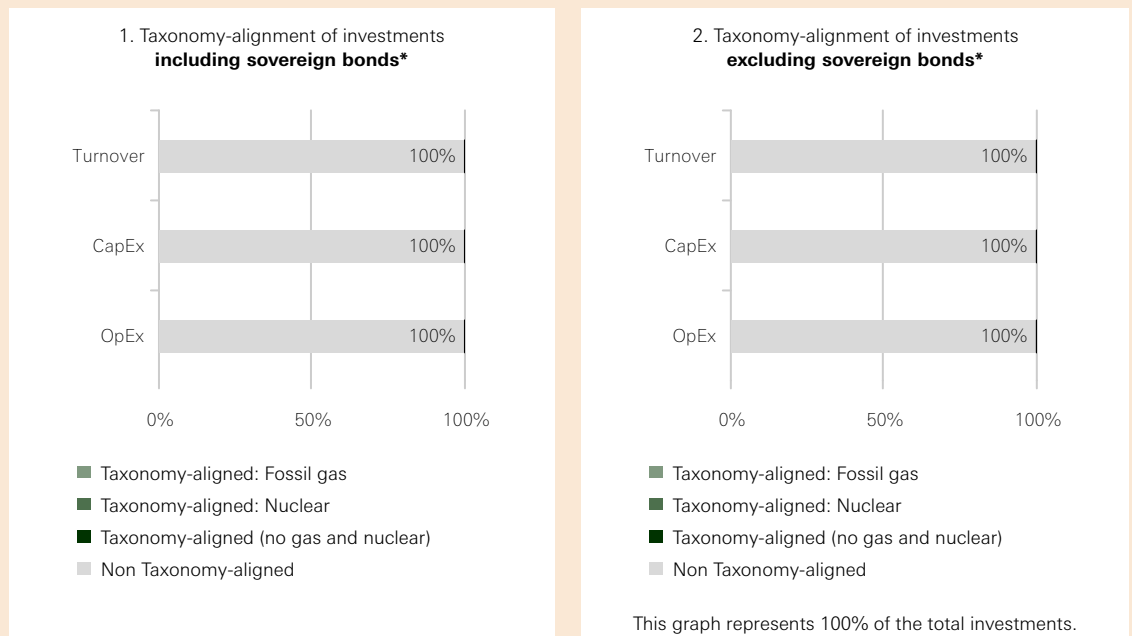 1. Taxonomy-alignment of investments
including sovereign bonds*
Turnover
100%
CapEx
100%
OpEx
100%
0%
50%
100%
Taxonomy-aligned: Fossil gas
Taxonomy-aligned: Nuclear
Taxonomy-aligned (no gas and nuclear)
Non Taxonomy-aligned
2. Taxonomy-alignment of investments
excluding sovereign bonds*
Turnover
100%
CapEx
100%
OpEx
100%
0%
50%
100%
Taxonomy-aligned: Fossil gas
Taxonomy-aligned: Nuclear
Taxonomy-aligned (no gas and nuclear)
Non Taxonomy-aligned
This graph represents 100% of the total investments.